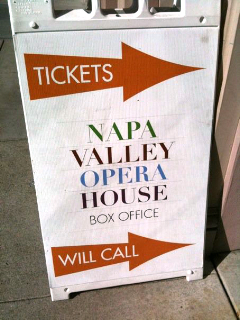 TICKETS
NAPA
VALLEY
OPERA
HOUSE
BOX OFFICE
WILL CALL